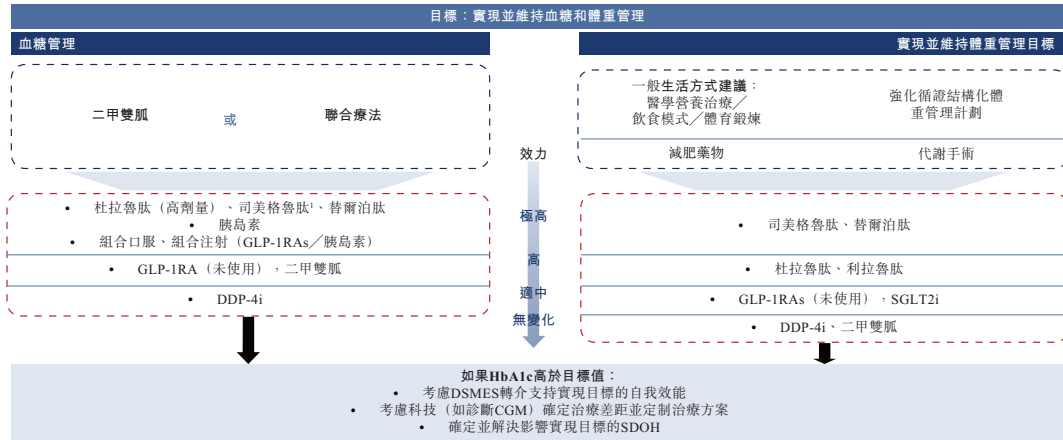 目標：實現並維持血糖和體重管理
血糖管理
二甲雙胍
或
聯合療法
• 杜拉魯肽（高劑量）、司美格魯肽¹、替爾泊肽
• 胰島素
• 組合口服、組合注射（GLP-1RAs／胰島素）
• GLP-1RA（未使用），二甲雙胍
• DDP-4i
效力
極高
高
適中
無變化
實現並維持體重管理目標
一般生活方式建議：
醫學營養治療／
飲食模式／體育鍛煉
強化循證結構化體
重管理計劃
減肥藥物
代謝手術
• 司美格魯肽、替爾泊肽
• 杜拉魯肽、利拉魯肽
• GLP-1RAs（未使用），SGLT2i
• DDP-4i、二甲雙胍
如果HbA1c高於目標值：
• 考慮DSMES轉介支持實現目標的自我效能
• 考慮科技（如診斷CGM）確定治療差距並定制治療方案
• 確定並解決影響實現目標的SDOH